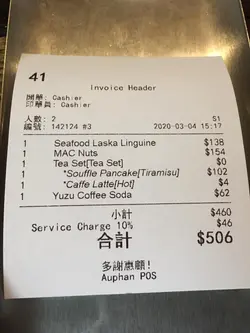 41
Invoice Header
開單: Cashier
印單員: Cashier
人數: 2 S1
編號: 142124 #3 2020-03-04 15:17
1 Seafood Laska Linguine $138
1 MAC Nuts $154
1 Tea Set[Tea Set] $0
1 *Souffle Pancake[Tiramisu] $102
1 *Caffe Latte[Hot] $4
1 Yuzu Coffee Soda $62
小計 $460
Service Charge 10% $46
合計 $506
多謝惠顧!
Auphan POS